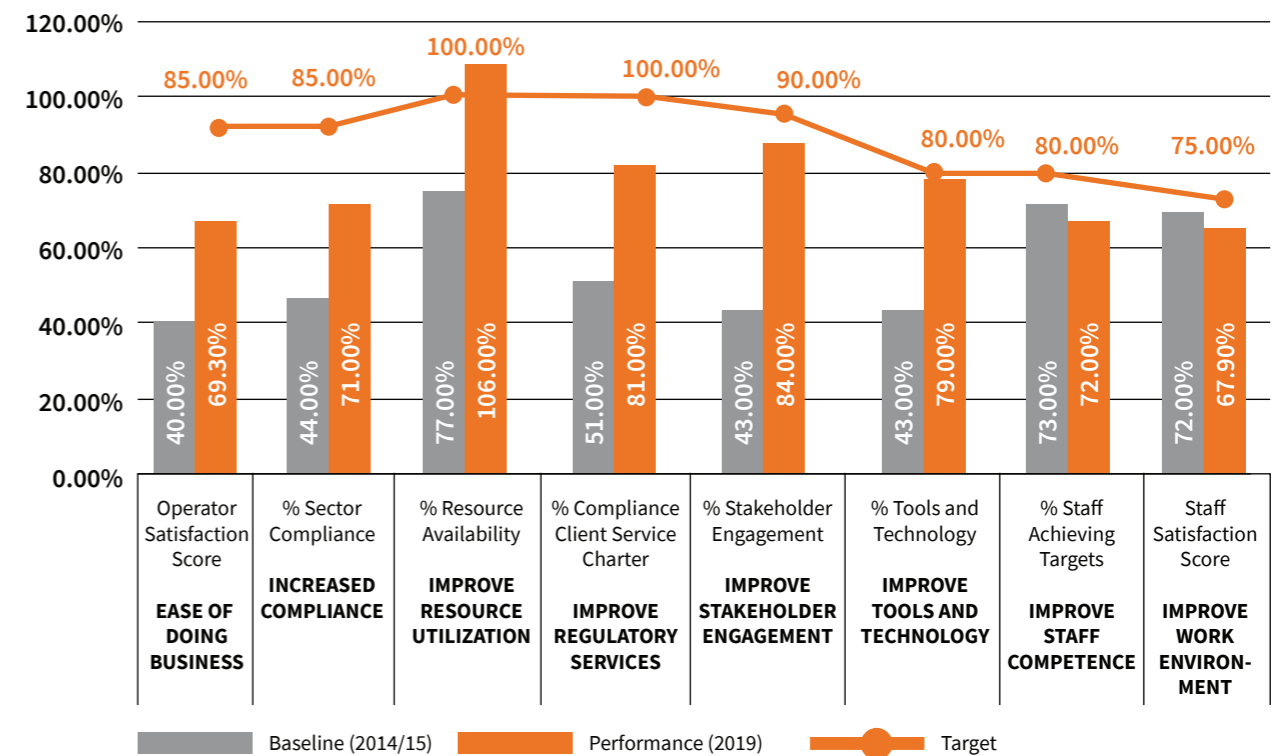 120.00%
100.00%
80.00%
60.00%
40.00%
20.00%
0.00%
85.00%
85.00%
100.00%
100.00%
90.00%
80.00%
80.00%
75.00%
40.00%
69.30%
44.00%
71.00%
77.00%
106.00%
51.00%
81.00%
43.00%
84.00%
43.00%
79.00%
73.00%
72.00%
72.00%
67.90%
Operator
Satisfaction
Score
EASE OF
DOING
BUSINESS
% Sector
Compliance
INCREASED
COMPLIANCE
% Resource
Availability
IMPROVE
RESOURCE
UTILIZATION
% Compliance
Client Service
Charter
IMPROVE
REGULATORY
SERVICES
% Stakeholder
Engagement
IMPROVE
STAKEHOLDER
ENGAGEMENT
% Tools and
Technology
IMPROVE
TOOLS AND
TECHNOLOGY
% Staff
Achieving
Targets
IMPROVE
STAFF
COMPETENCE
Staff
Satisfaction
Score
IMPROVE
WORK
ENVIRON-
MENT
Baseline (2014/15)
Performance (2019)
Target